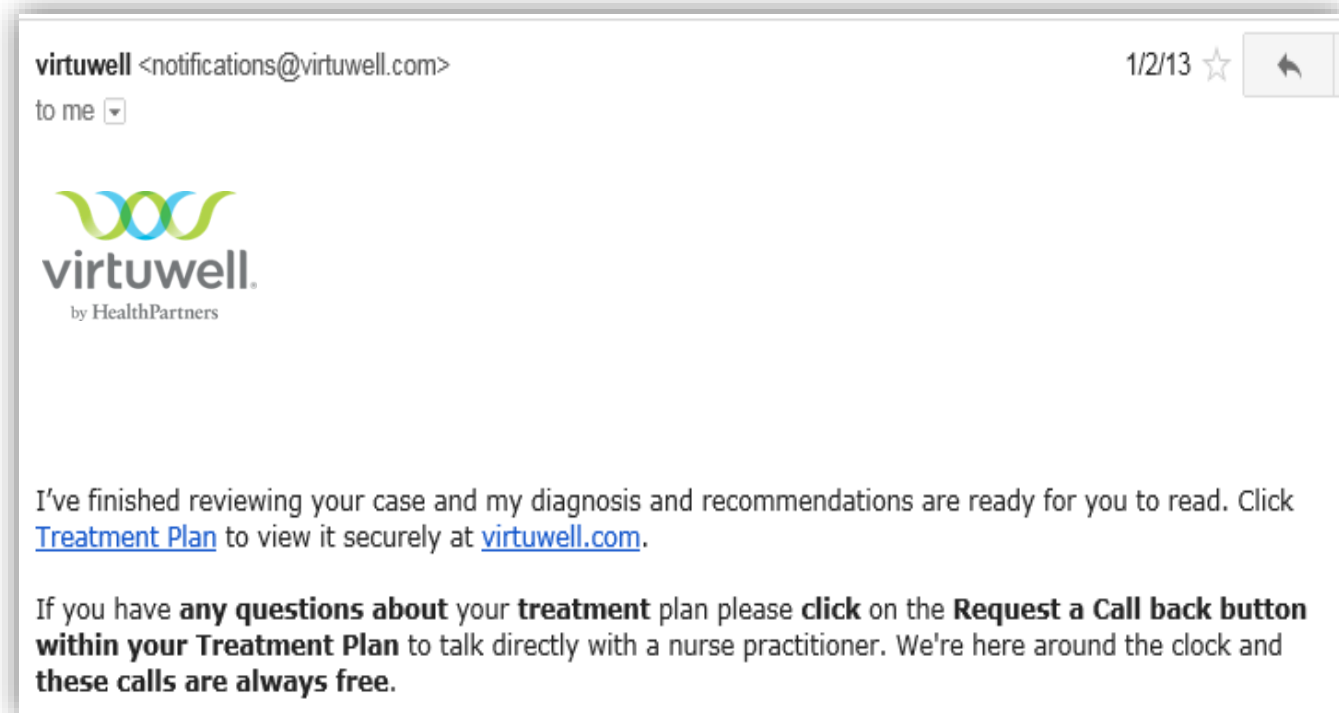 virtuwell <notifications@virtuwell.com>
1/2/13
to me
virtuwell®
by HealthPartners
I've finished reviewing your case and my diagnosis and recommendations are ready for you to read. Click
Treatment Plan to view it securely at virtuwell.com.
If you have any questions about your treatment plan please click on the Request a Call back button
within your Treatment Plan to talk directly with a nurse practitioner. We're here around the clock and
these calls are always free.